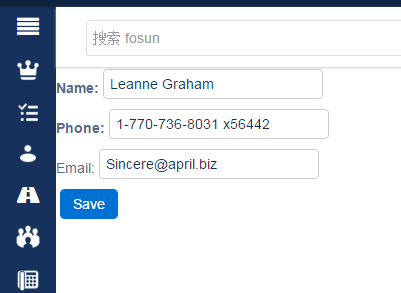 搜索 fosun
Name: Leanne Graham
Phone: 1-770-736-8031 x56442
Email: Sincere@april.biz
Save